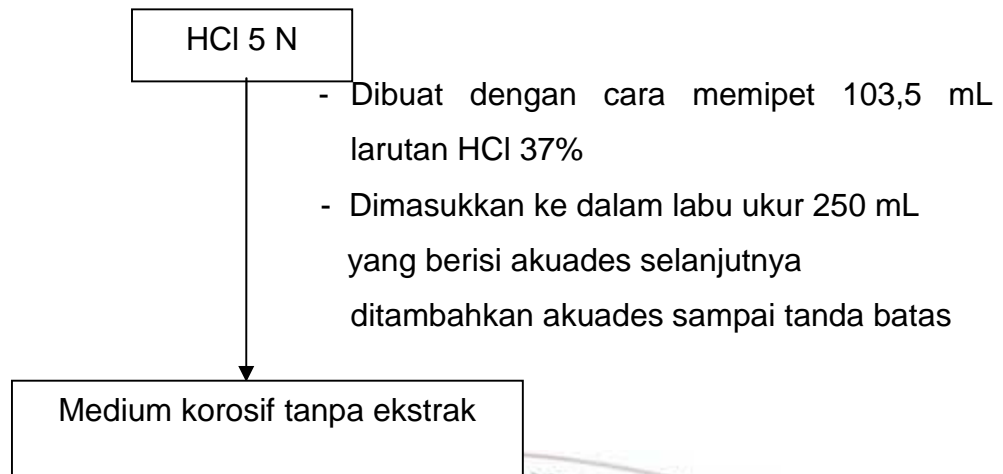 HCl 5 N
- Dibuat dengan cara memipet 103,5 mL
larutan HCl 37%
- Dimasukkan ke dalam labu ukur 250 mL
yang berisi akuades selanjutnya
ditambahkan akuades sampai tanda batas
Medium korosif tanpa ekstrak